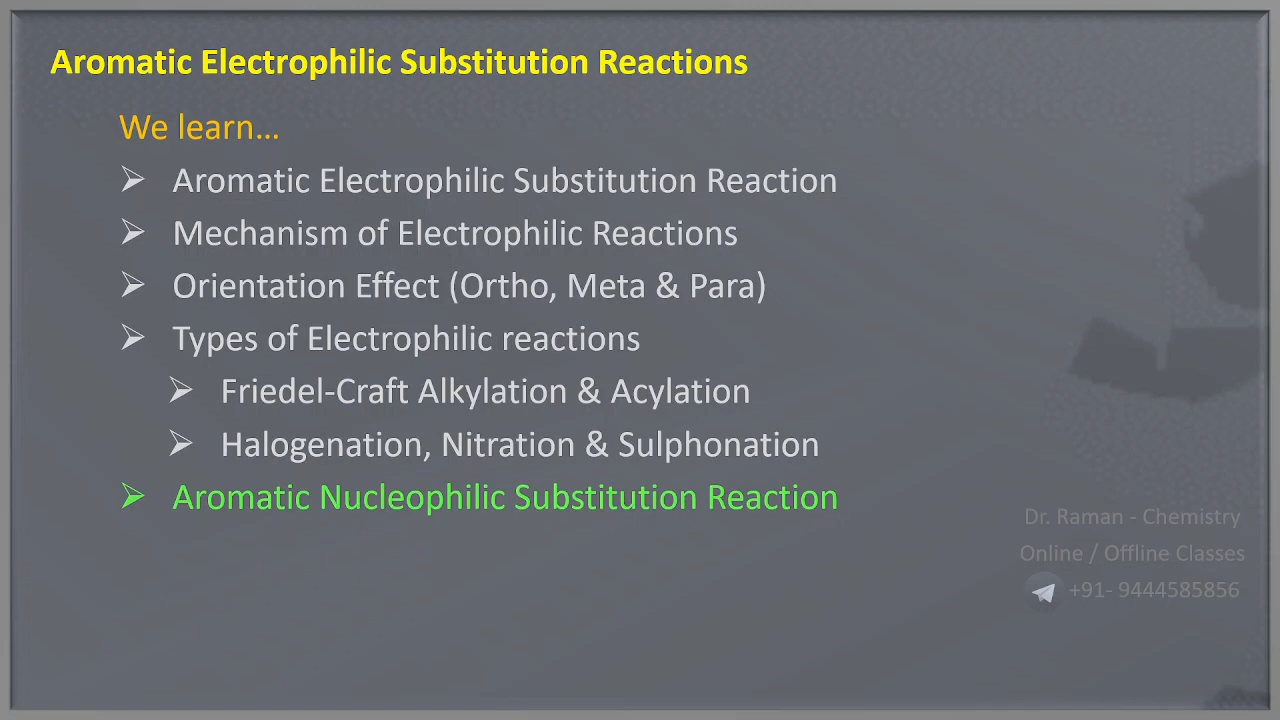 Aromatic Electrophilic Substitution Reactions
We learn...
➢ Aromatic Electrophilic Substitution Reaction
➢ Mechanism of Electrophilic Reactions
➢ Orientation Effect (Ortho, Meta & Para)
➢ Types of Electrophilic reactions
➢ Friedel-Craft Alkylation & Acylation
➢ Halogenation, Nitration & Sulphonation
➢ Aromatic Nucleophilic Substitution Reaction
Dr. Raman - Chemistry
Online / Offline Classes
+91- 9444585856